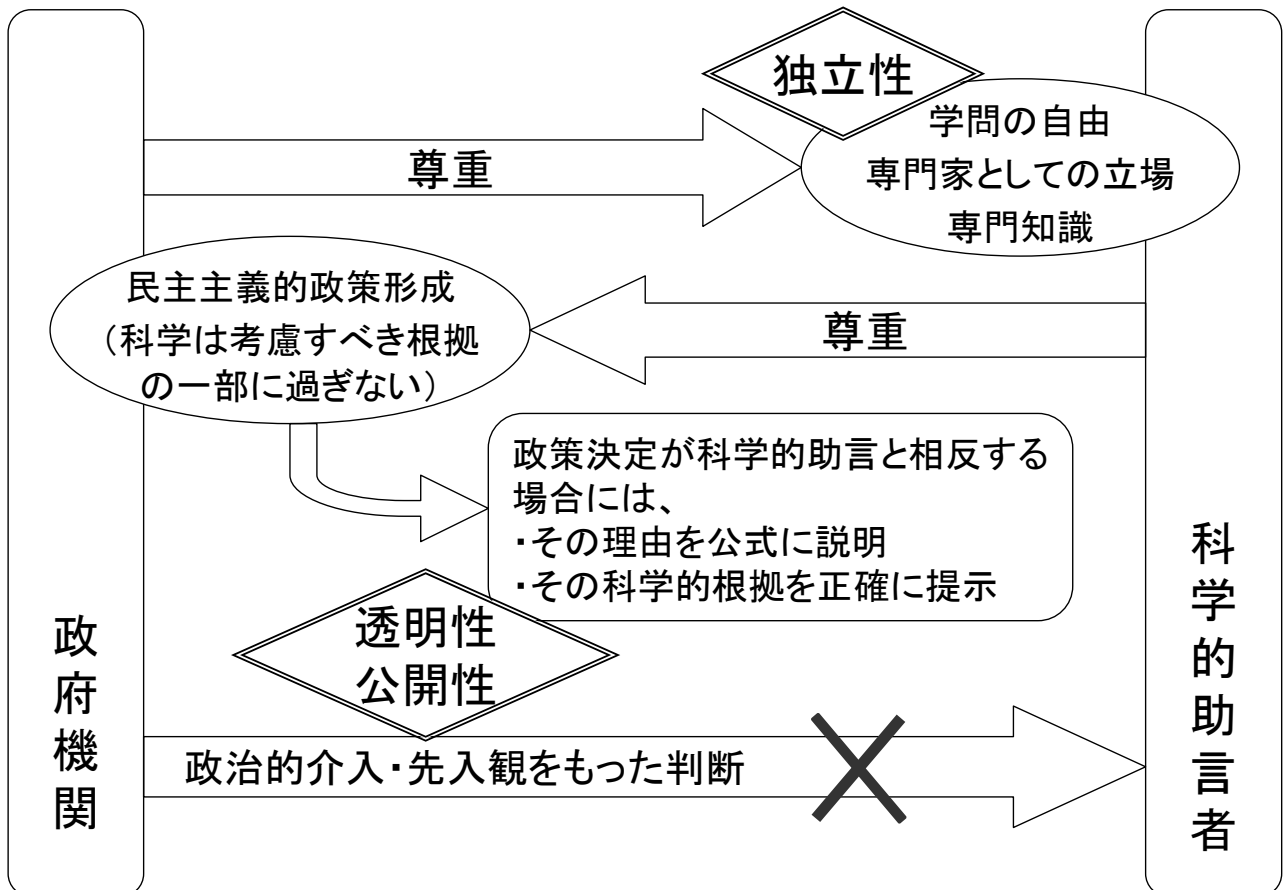 独立性
学問の自由
専門家としての立場
専門知識
尊重
民主主義的政策形成
（科学は考慮すべき根拠
の一部に過ぎない）
尊重
政策決定が科学的助言と相反する
場合には、
・その理由を公式に説明
・その科学的根拠を正確に提示
透明性
公開性
政治的介入・先入観をもった判断
政府機関
科学的助言者